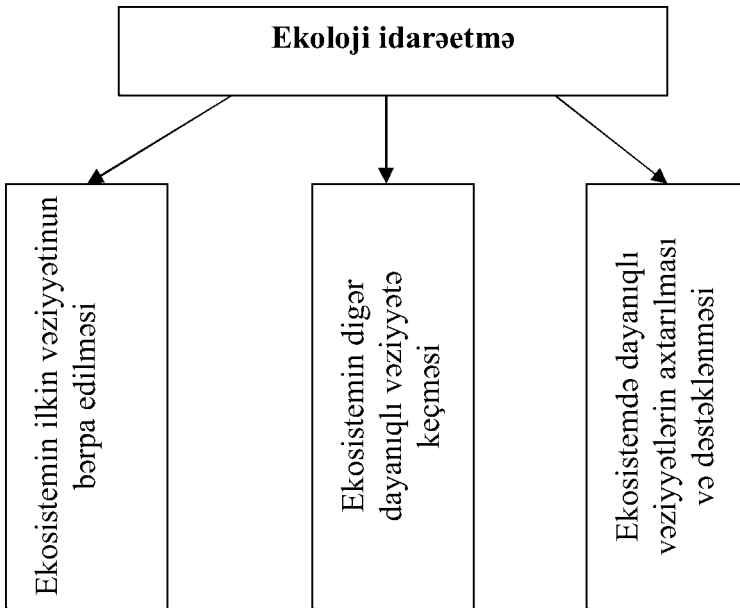 Ekoloji idarəetmə
Ekosistemin ilkin vəziyyətinun
bərpa edilməsi
Ekosistemin digər
dayanıqlı vəziyyətə
keçməsi
Ekosistemdə dayanıqlı
vəziyyətlərin axtarılması
və dəstəklənməsi